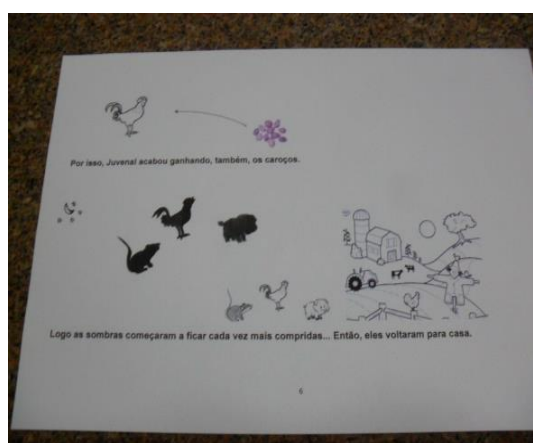 Por isso, Juvenal acabou ganhando, também, os caroços.
Logo as sombras começaram a ficar cada vez mais compridas... Então, eles voltaram para casa.
6